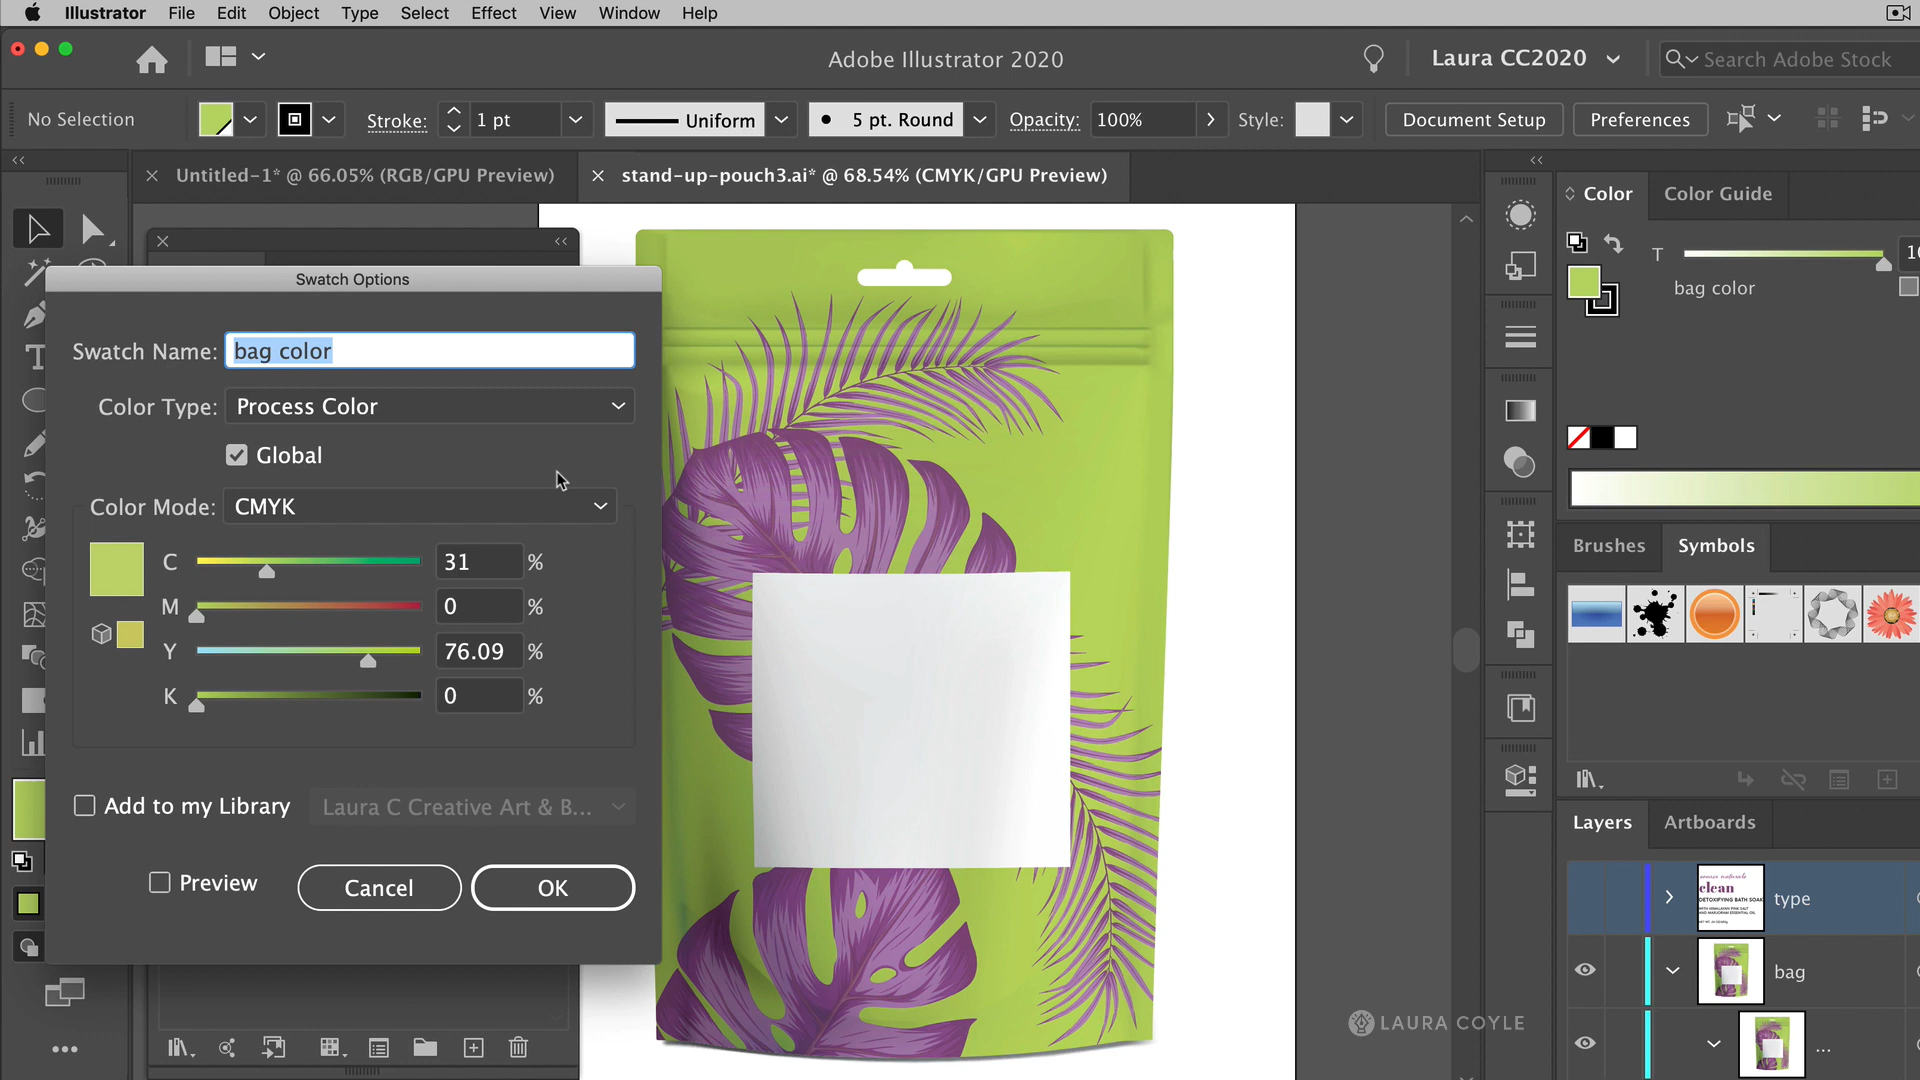 Illustrator File Edit Object Type Select Effect View Window Help
Adobe Illustrator 2020
Laura CC2020
Search Adobe Stock
No Selection
Stroke:
1 pt
Uniform
5 pt. Round
Opacity:
100%
Style:
Document Setup
Preferences
Untitled-1* @ 66.05% (RGB/GPU Preview)
stand-up-pouch3.ai* @ 68.54% (CMYK/GPU Preview)
Swatch Options
Swatch Name: bag color
Color Type: Process Color
Global
Color Mode: CMYK
C 31 %
M 0 %
Y 76.09 %
K 0 %
Add to my Library
Laura C Creative Art & B...
Preview
Cancel
OK
Color
Color Guide
T
10
bag color
Brushes
Symbols
Layers
Artboards
clean
DETOXIFYING BATH SOAK
type
bag
...
LAURA COYLE